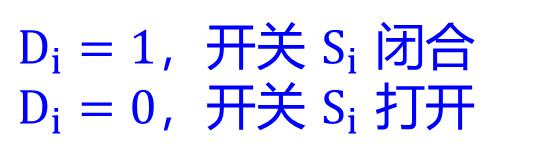 Dᵢ = 1，开关 Sᵢ 闭合
Dᵢ = 0，开关 Sᵢ 打开